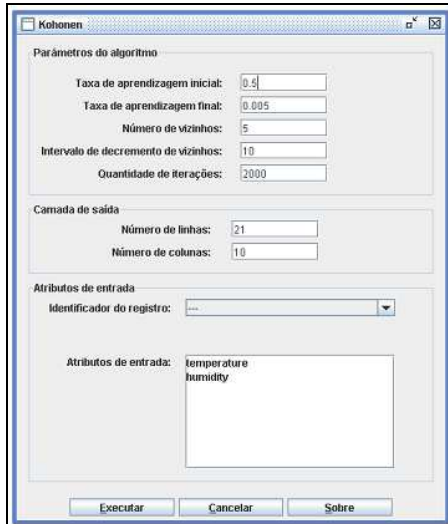 Kohonen
Parámetros do algoritmo
Taxa de aprendizagem inicial: 0.5
Taxa de aprendizagem final: 0.005
Número de vizinhos: 5
Intervalo de decremento de vizinhos: 10
Quantidade de iterações: 2000
Camada de saída
Número de linhas: 21
Número de colunas: 10
Atributos de entrada
Identificador do registro: ---
Atributos de entrada: temperature
humidity
Executar Cancelar Sobre